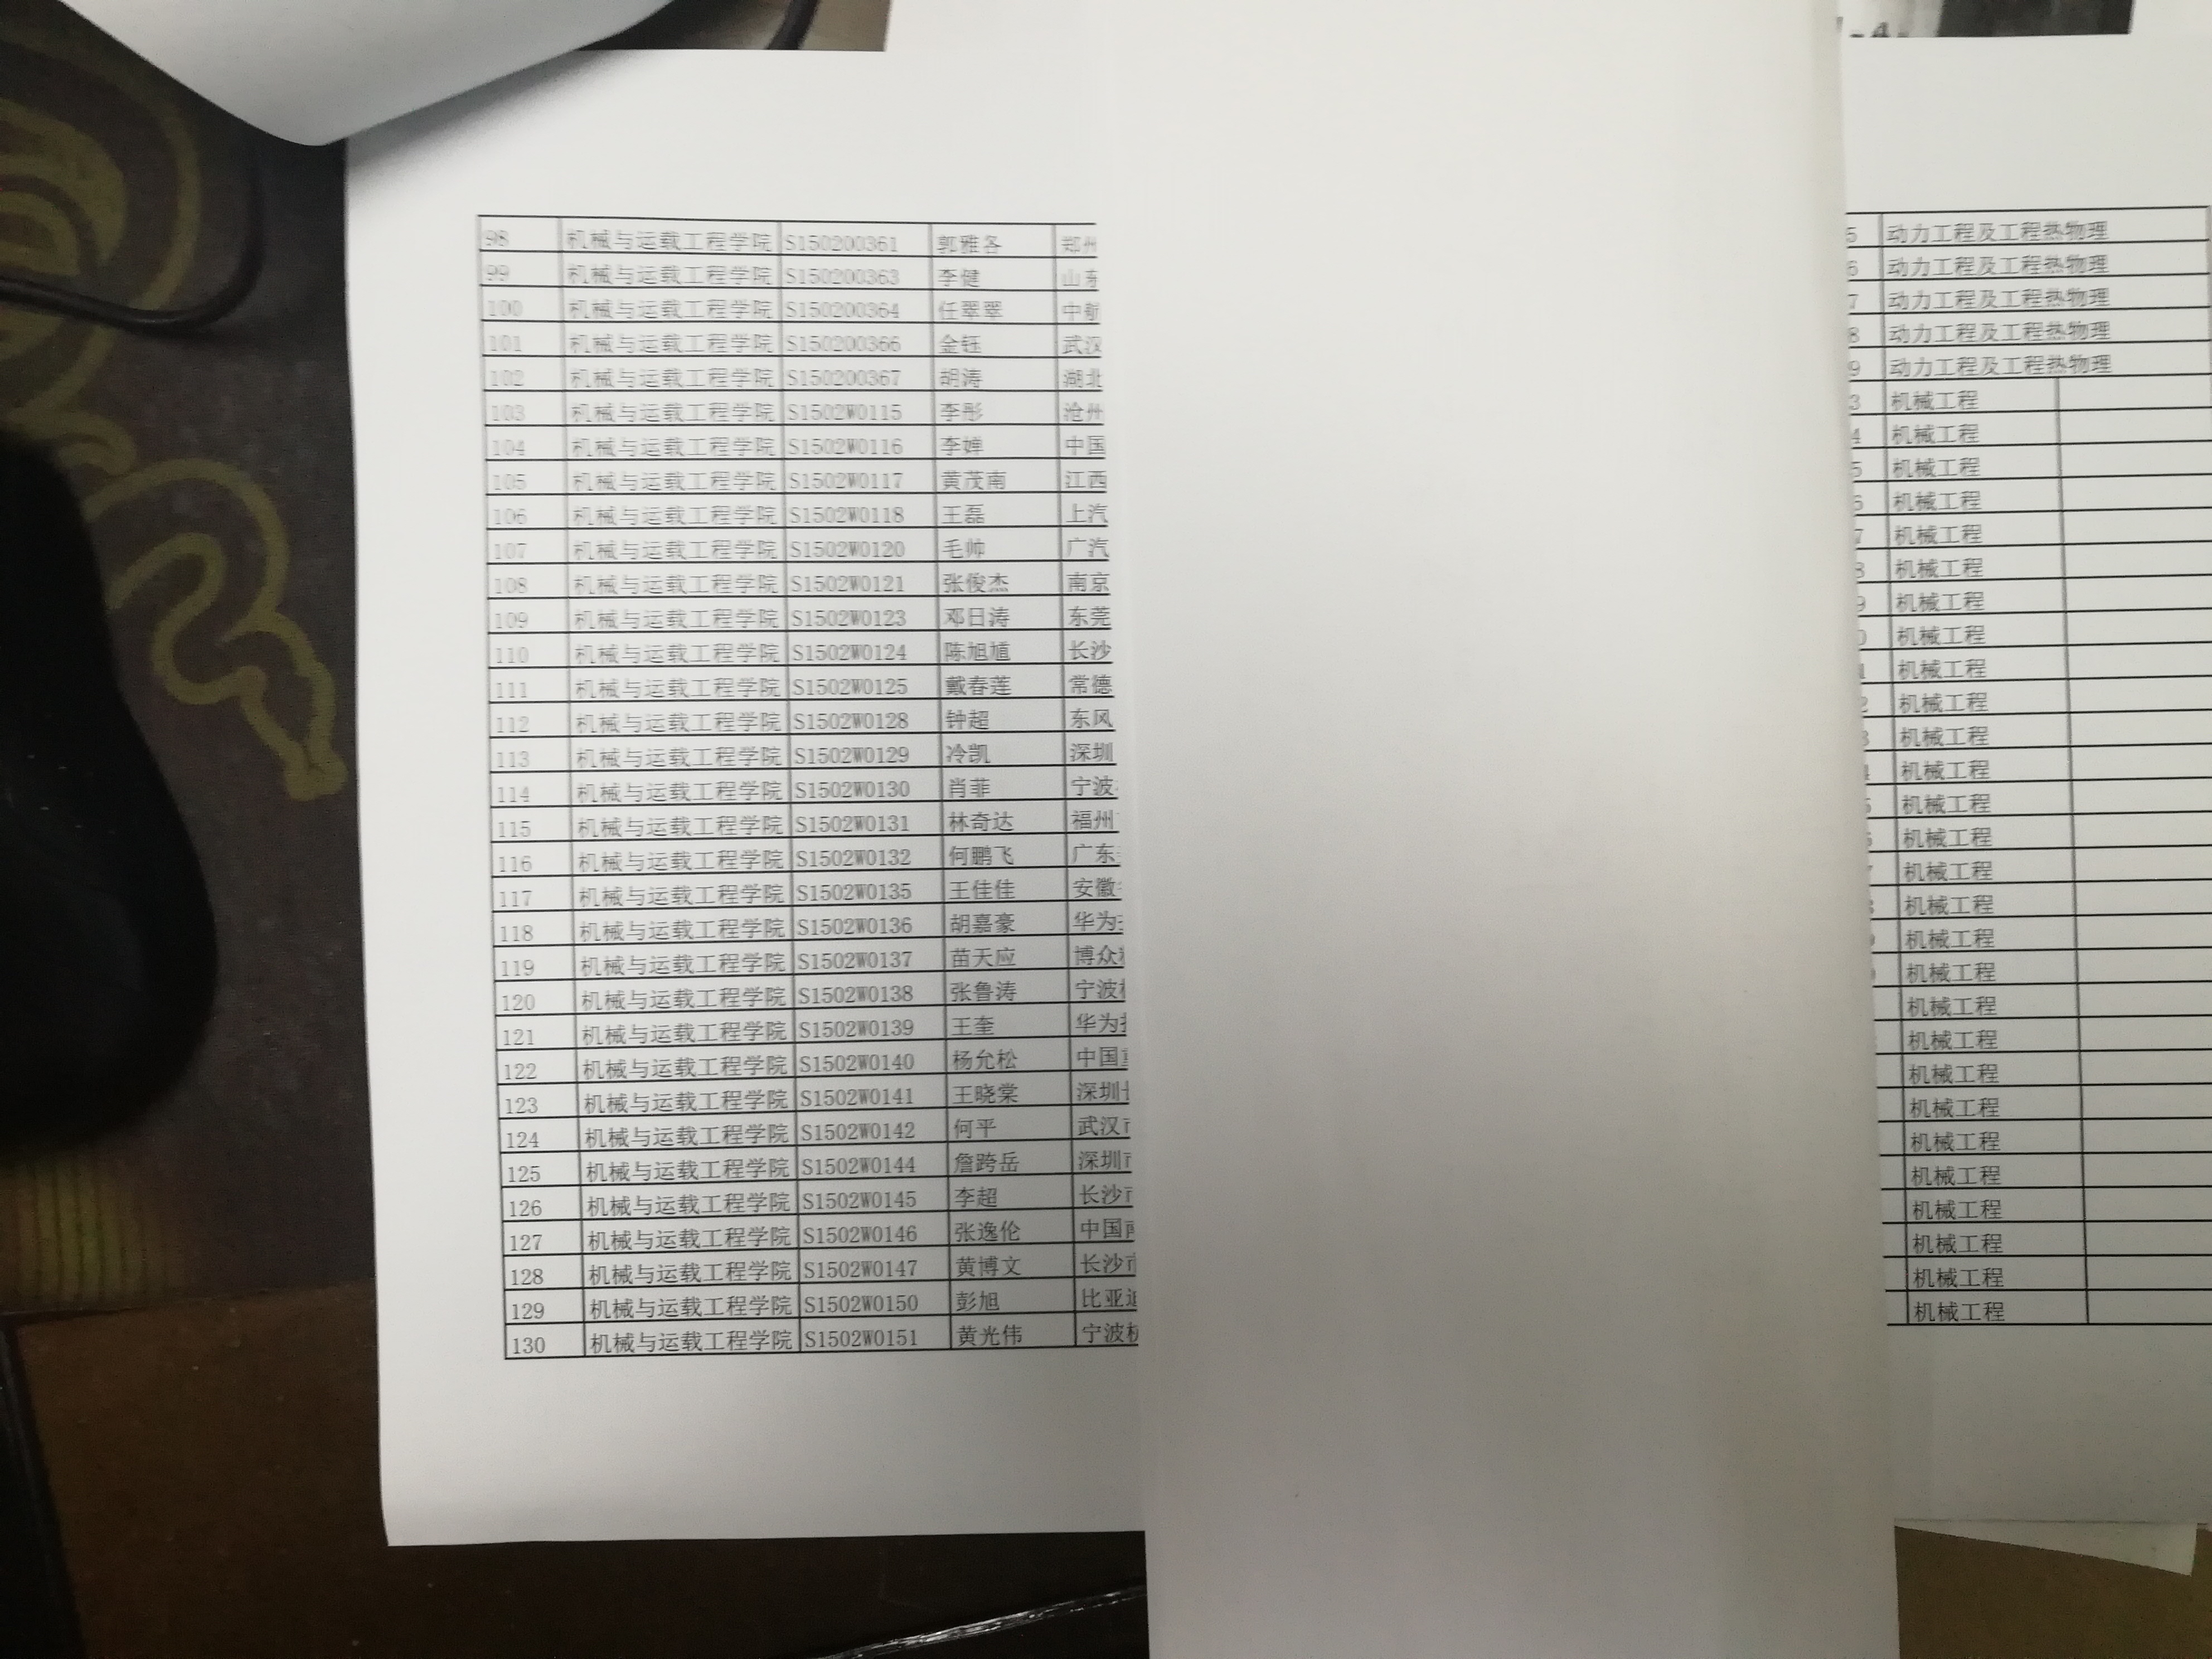 98 机械与运载工程学院 S150200361 郭雅各 郑州 5 动力工程及工程热物理
99 机械与运载工程学院 S150200363 李健 山东 6 动力工程及工程热物理
100 机械与运载工程学院 S150200364 任翠翠 中航 7 动力工程及工程热物理
101 机械与运载工程学院 S150200366 金钰 武汉 8 动力工程及工程热物理
102 机械与运载工程学院 S150200367 胡涛 湖北 9 动力工程及工程热物理
103 机械与运载工程学院 S1502W0115 李彤 沧州 3 机械工程
104 机械与运载工程学院 S1502W0116 李婵 中国 4 机械工程
105 机械与运载工程学院 S1502W0117 黄茂南 江西 5 机械工程
106 机械与运载工程学院 S1502W0118 王磊 上汽 6 机械工程
107 机械与运载工程学院 S1502W0120 毛帅 广汽 7 机械工程
108 机械与运载工程学院 S1502W0121 张俊杰 南京 8 机械工程
109 机械与运载工程学院 S1502W0123 邓日涛 东莞 9 机械工程
110 机械与运载工程学院 S1502W0124 陈旭馗 长沙 0 机械工程
111 机械与运载工程学院 S1502W0125 戴春莲 常德 1 机械工程
112 机械与运载工程学院 S1502W0128 钟超 东风 2 机械工程
113 机械与运载工程学院 S1502W0129 冷凯 深圳 3 机械工程
114 机械与运载工程学院 S1502W0130 肖菲 宁波 机械工程
115 机械与运载工程学院 S1502W0131 林奇达 福州 机械工程
116 机械与运载工程学院 S1502W0132 何鹏飞 广东 机械工程
117 机械与运载工程学院 S1502W0135 王佳佳 安徽 机械工程
118 机械与运载工程学院 S1502W0136 胡嘉豪 华为 机械工程
119 机械与运载工程学院 S1502W0137 苗天应 博众 机械工程
120 机械与运载工程学院 S1502W0138 张鲁涛 宁波 机械工程
121 机械与运载工程学院 S1502W0139 王奎 华为 机械工程
122 机械与运载工程学院 S1502W0140 杨允松 中国 机械工程
123 机械与运载工程学院 S1502W0141 王晓棠 深圳 机械工程
124 机械与运载工程学院 S1502W0142 何平 武汉 机械工程
125 机械与运载工程学院 S1502W0144 詹跨岳 深圳 机械工程
126 机械与运载工程学院 S1502W0145 李超 长沙 机械工程
127 机械与运载工程学院 S1502W0146 张逸伦 中国 机械工程
128 机械与运载工程学院 S1502W0147 黄博文 长沙 机械工程
129 机械与运载工程学院 S1502W0150 彭旭 比亚迪 机械工程
130 机械与运载工程学院 S1502W0151 黄光伟 宁波 机械工程